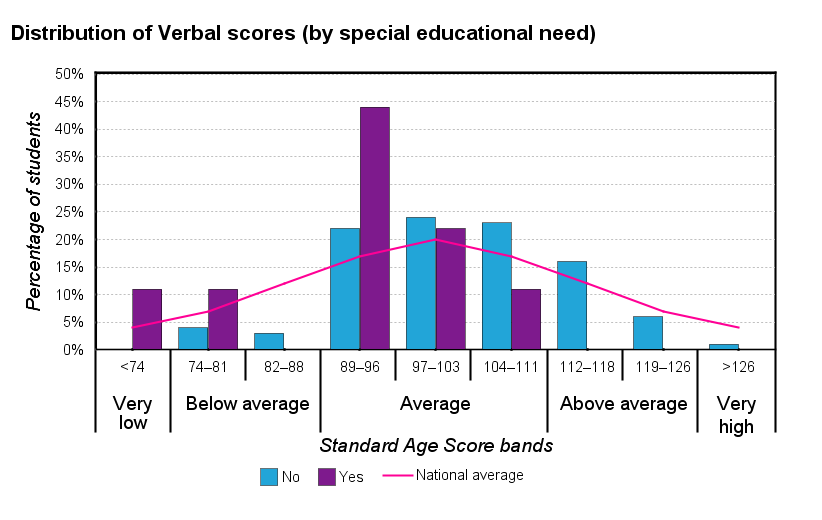 Distribution of Verbal scores (by special educational need)
50%
45%
40%
35%
30%
25%
20%
15%
10%
5%
0%
Percentage of students
<74 74–81 82–88 89–96 97–103 104–111 112–118 119–126 >126
Very low Below average Average Above average Very high
Standard Age Score bands
No Yes National average